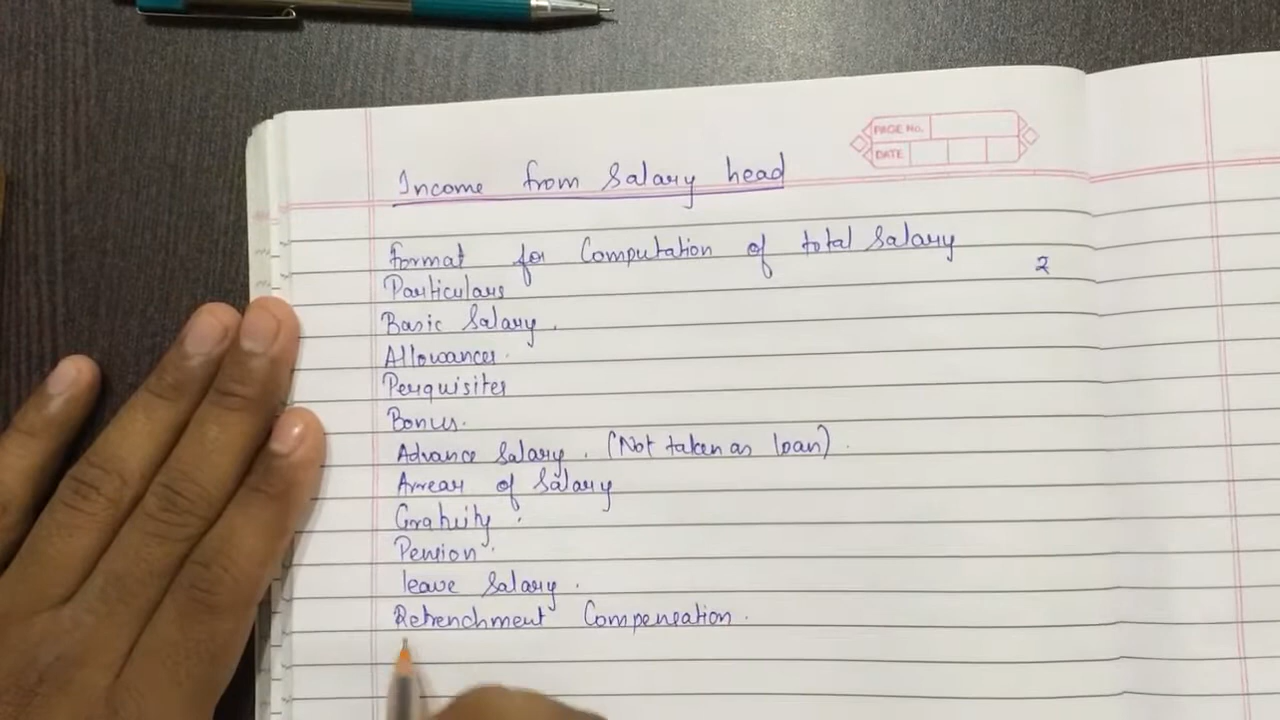 PAGE No.
DATE
Income from Salary head
Format for Computation of total Salary
₹
Particulars
Basic Salary.
Allowances.
Perquisites
Bonus.
Advance Salary. (Not taken as loan).
Arrear of Salary
Gratuity.
Pension.
leave Salary.
Retrenchment Compensation.